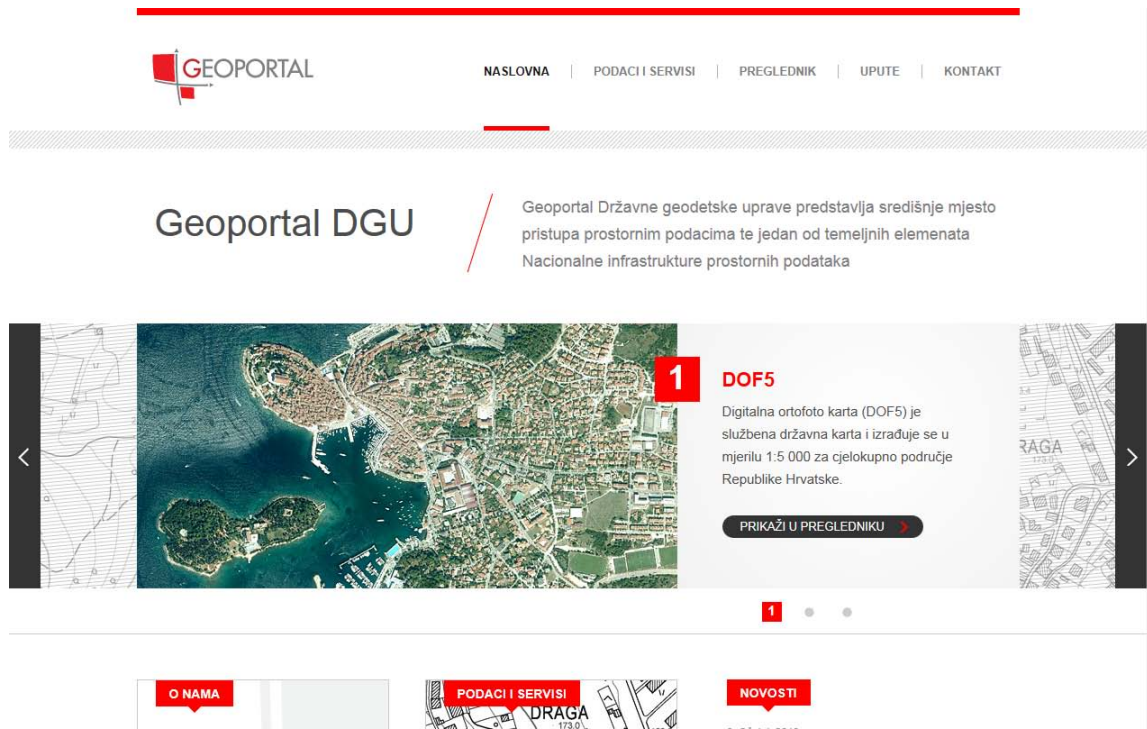 GEOPORTAL
NASLOVNA
PODACI I SERVISI
PREGLEDNIK
UPUTE
KONTAKT
Geoportal DGU
Geoportal Državne geodetske uprave predstavlja središnje mjesto
pristupa prostornim podacima te jedan od temeljnih elemenata
Nacionalne infrastrukture prostornih podataka
1
DOF5
Digitalna ortofoto karta (DOF5) je
službena državna karta i izrađuje se u
mjerilu 1:5 000 za cjelokupno područje
Republike Hrvatske.
PRIKAŽI U PREGLEDNIKU
RAGA
1
O NAMA
PODACI I SERVISI
DRAGA
173.0
NOVOSTI